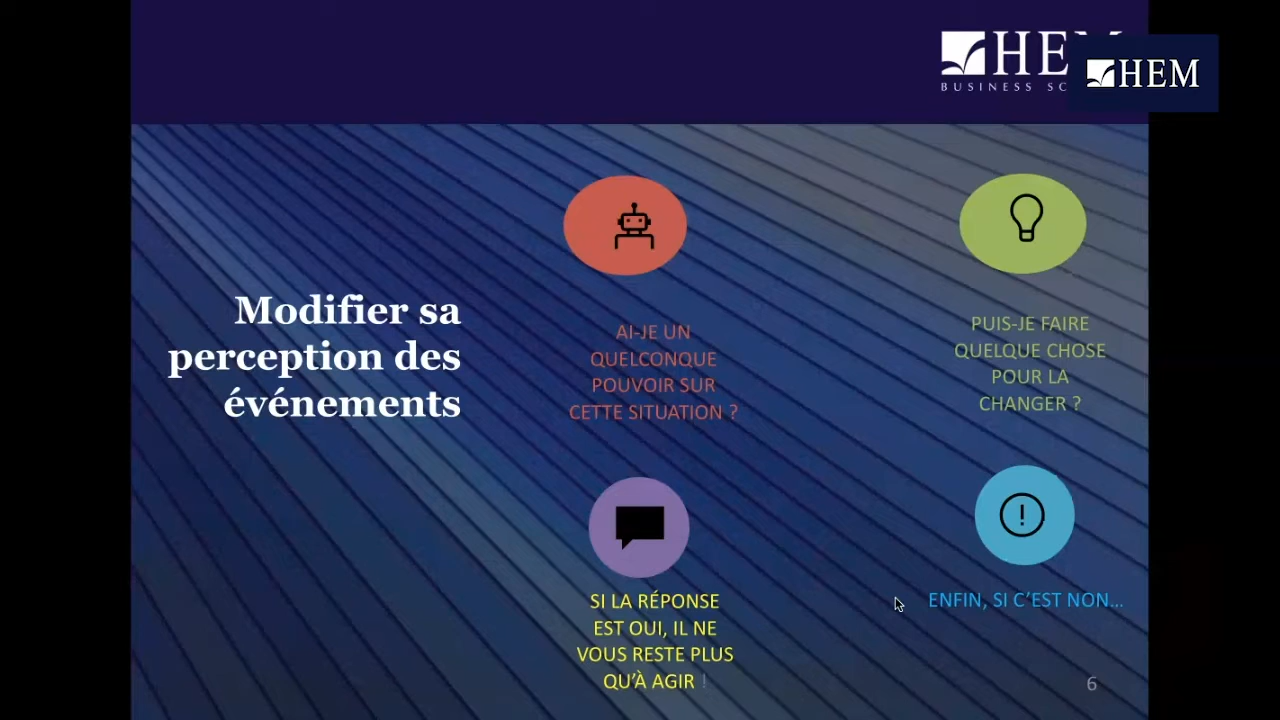 HEM
BUSINESS SC
HEM
Modifier sa
perception des
événements
AI-JE UN
QUELCONQUE
POUVOIR SUR
CETTE SITUATION ?
PUIS-JE FAIRE
QUELQUE CHOSE
POUR LA
CHANGER ?
SI LA RÉPONSE
EST OUI, IL NE
VOUS RESTE PLUS
QU’À AGIR !
ENFIN, SI C’EST NON…
6